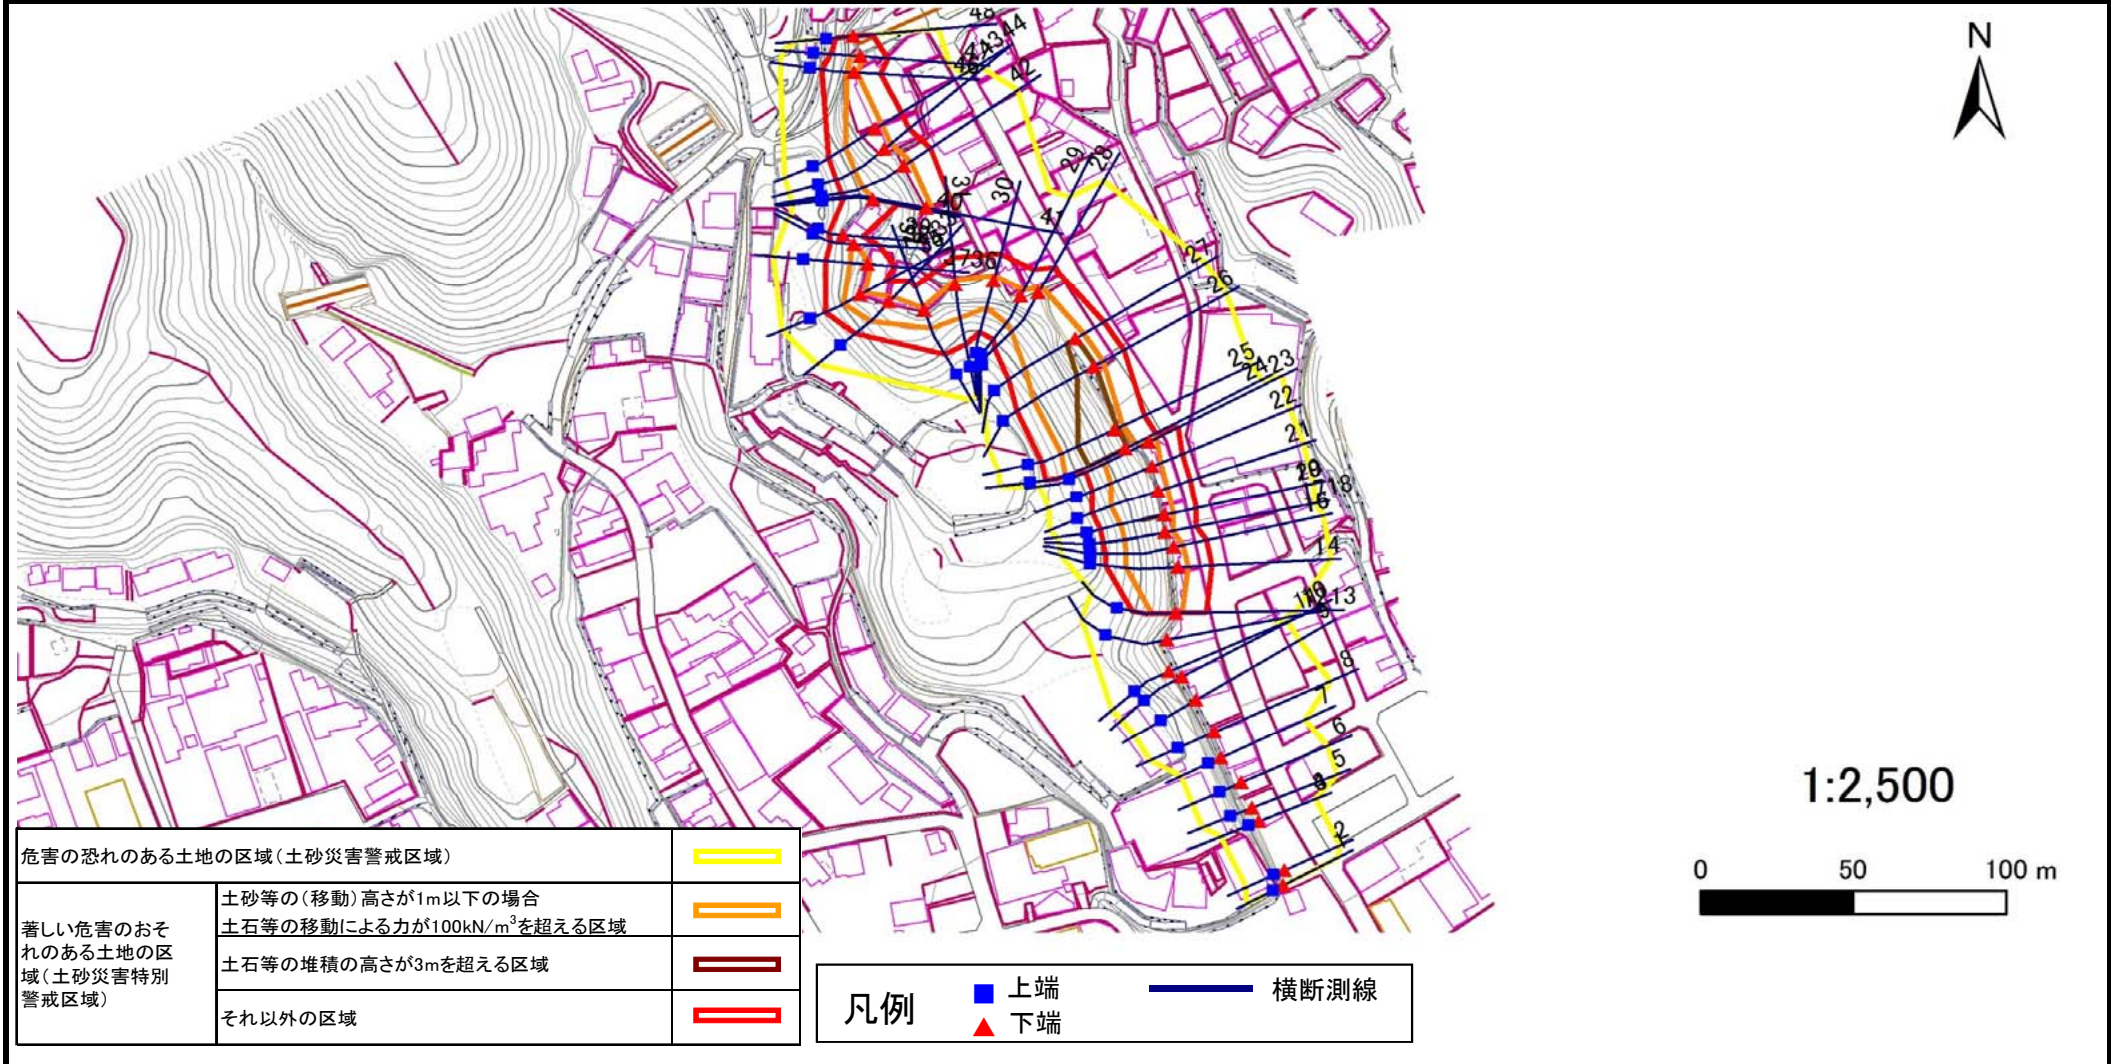 48
44
43
42
29
28
31
30
40
41
36
27
26
25
24
23
22
21
18
16
14
13
8
7
6
5
2
N
1:2,500
0 50 100 m
危害の恐れのある土地の区域(土砂災害警戒区域)
著しい危害のおそ
れのある土地の区
域(土砂災害特別
警戒区域)
土砂等の(移動)高さが1m以下の場合
土石等の移動による力が100kN/m³を超える区域
土石等の堆積の高さが3mを超える区域
それ以外の区域
凡例
上端
下端
横断測線